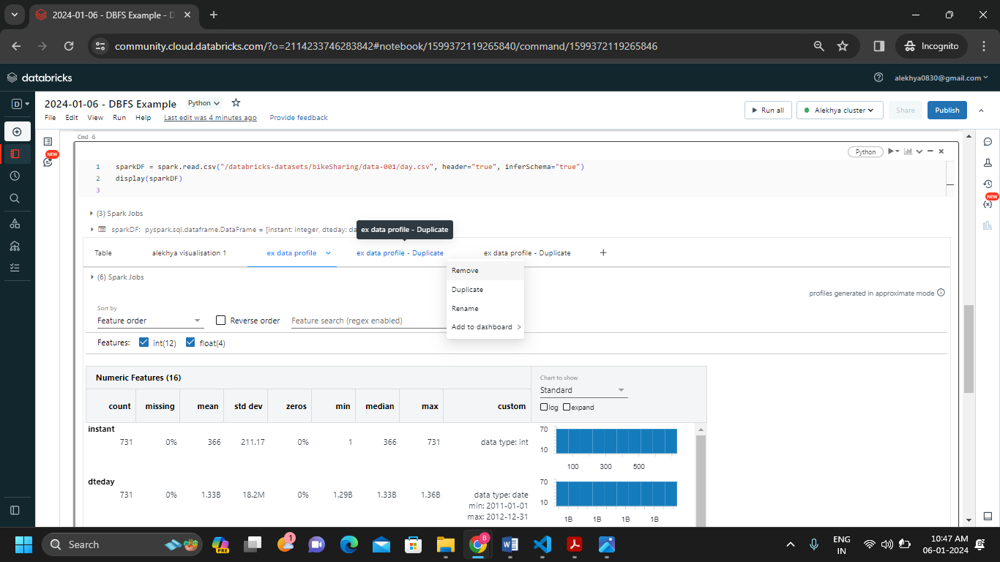 2024-01-06 - DBFS Example - D
community.cloud.databricks.com/?o=2114233746283842#notebook/1599372119265840/command/1599372119265846
Incognito
databricks
alekhya0830@gmail.com
D
2024-01-06 - DBFS Example
Python
File Edit View Run Help Last edit was 4 minutes ago Provide feedback
Run all
Alekhya cluster
Share
Publish
NEW
Cmd 6
Python
1 sparkDF = spark.read.csv("/databricks-datasets/bikeSharing/data-001/day.csv", header="true", inferSchema="true")
2 display(sparkDF)
3
NEW
(3) Spark Jobs
sparkDF: pyspark.sql.dataframe.DataFrame = [instant: integer, dteday: da
ex data profile - Duplicate
Table alekhya visualisation 1 ex data profile ex data profile - Duplicate ex data profile - Duplicate +
Remove
Duplicate
Rename
Add to dashboard
(6) Spark Jobs
profiles generated in approximate mode
Sort by
Feature order
Reverse order
Feature search (regex enabled)
Features: int(12) float(4)
Numeric Features (16)
Chart to show
Standard
log expand
count missing mean std dev zeros min median max custom
instant
731 0% 366 211.17 0% 1 366 731 data type: int
70
10
100 300 500
dteday
731 0% 1.33B 18.2M 0% 1.29B 1.33B 1.36B data type: date
min: 2011-01-01
max: 2012-12-31
70
10
1B 1B 1B 1B
Search
PRE
1
B
ENG
IN
10:47 AM
06-01-2024